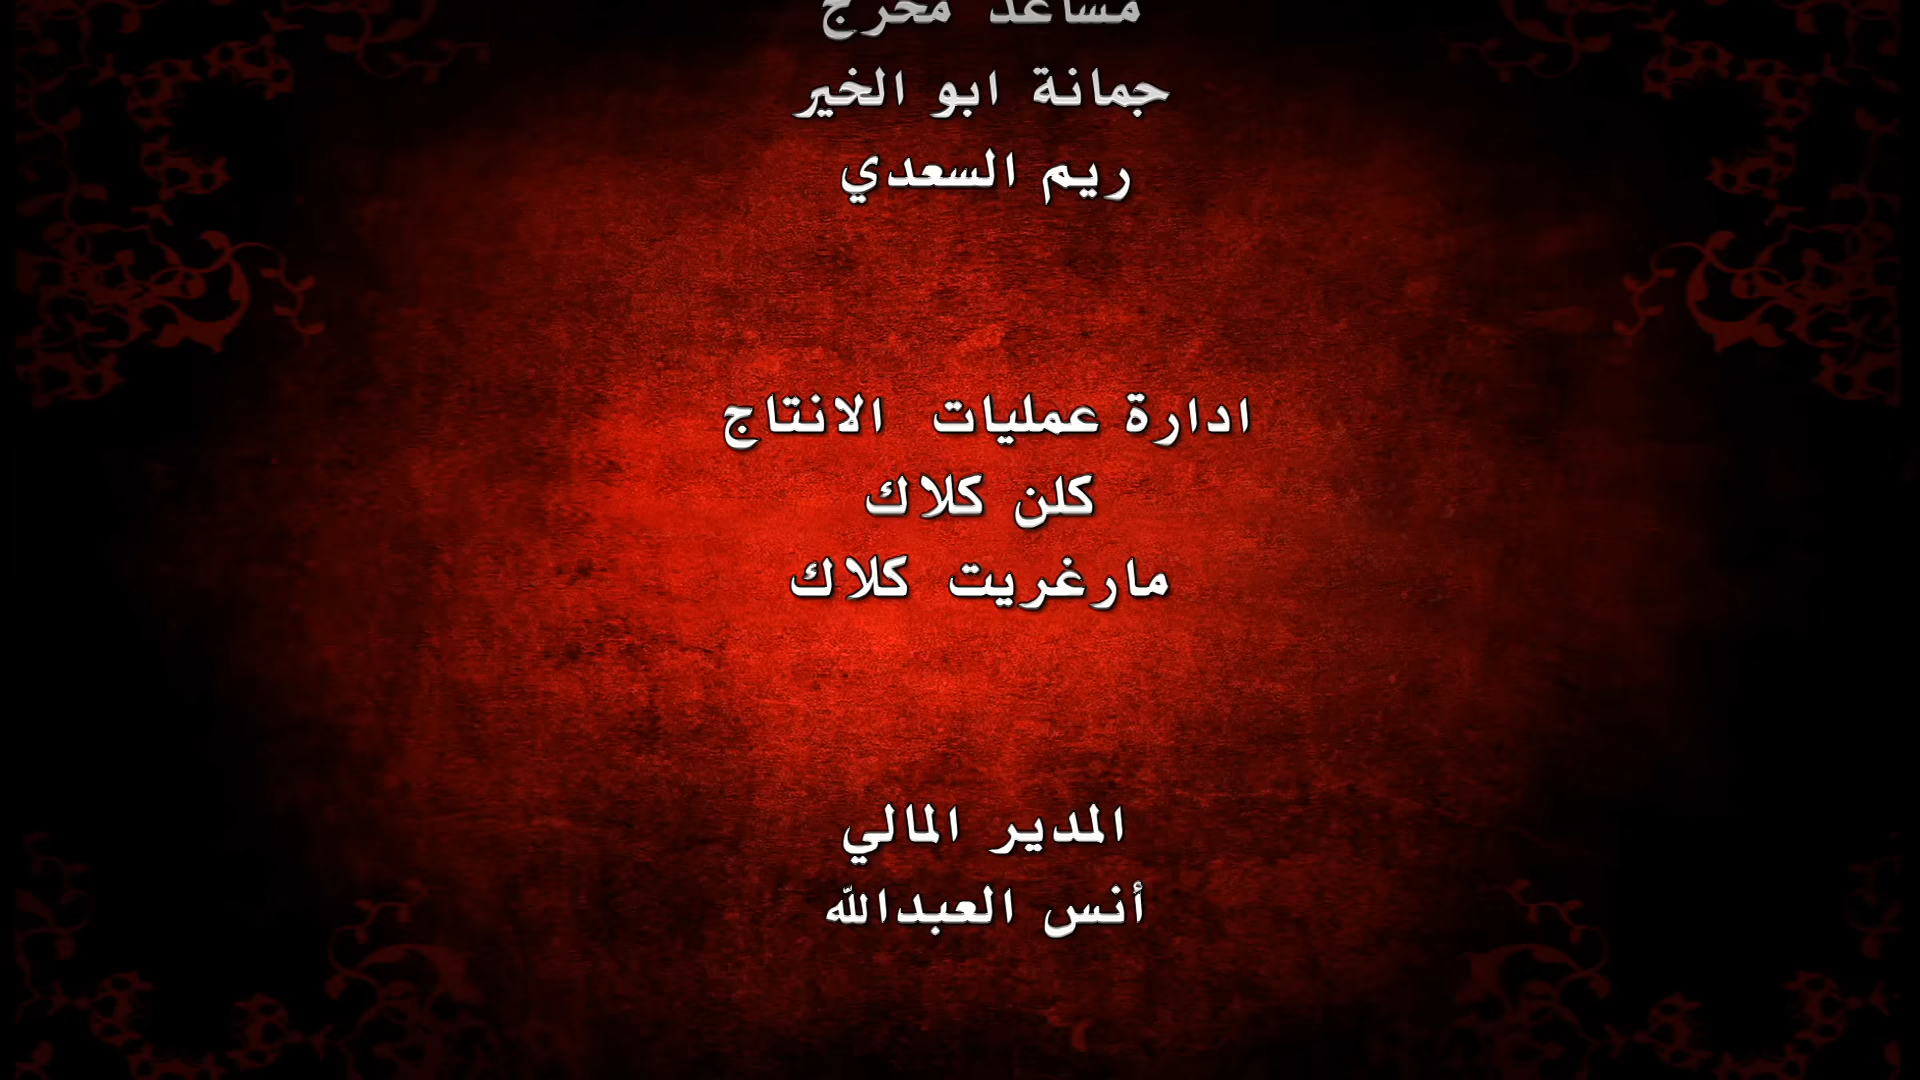 مساعد مخرج
جمانة ابو الخير
ريم السعدي
ادارة عمليات الانتاج
كلن كلاك
مارغريت كلاك
المدير المالي
أنس العبدالله